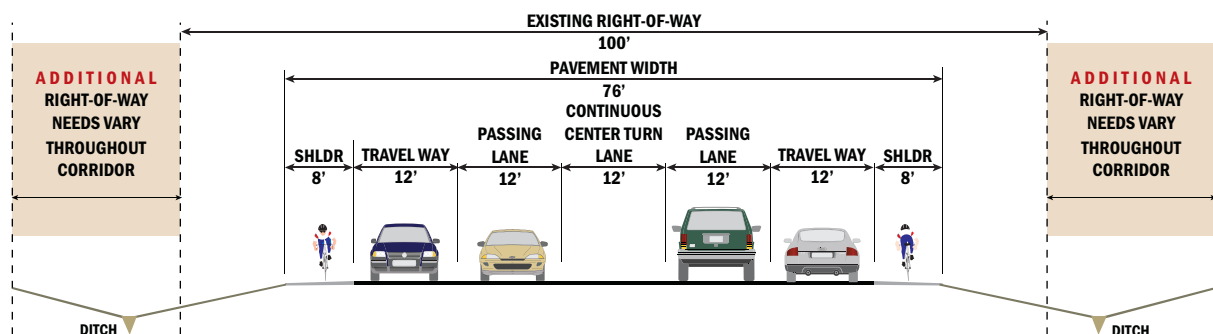 EXISTING RIGHT-OF-WAY
100’
PAVEMENT WIDTH
76’
ADDITIONAL
RIGHT-OF-WAY
NEEDS VARY
THROUGHOUT
CORRIDOR
SHLDR
8’
TRAVEL WAY
12’
PASSING
LANE
12’
CONTINUOUS
CENTER TURN
LANE
12’
PASSING
LANE
12’
TRAVEL WAY
12’
SHLDR
8’
ADDITIONAL
RIGHT-OF-WAY
NEEDS VARY
THROUGHOUT
CORRIDOR
DITCH
DITCH